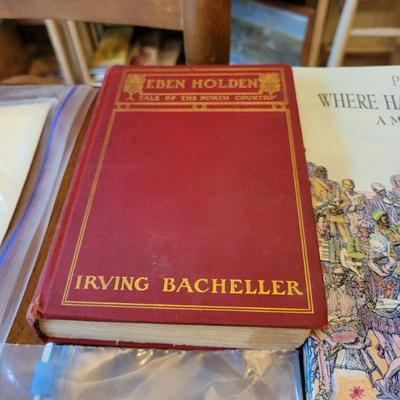 EBEN HOLDEN
A TALE OF THE NORTH COUNTRY
IRVING BACHELLER
P
WHERE HA
A M